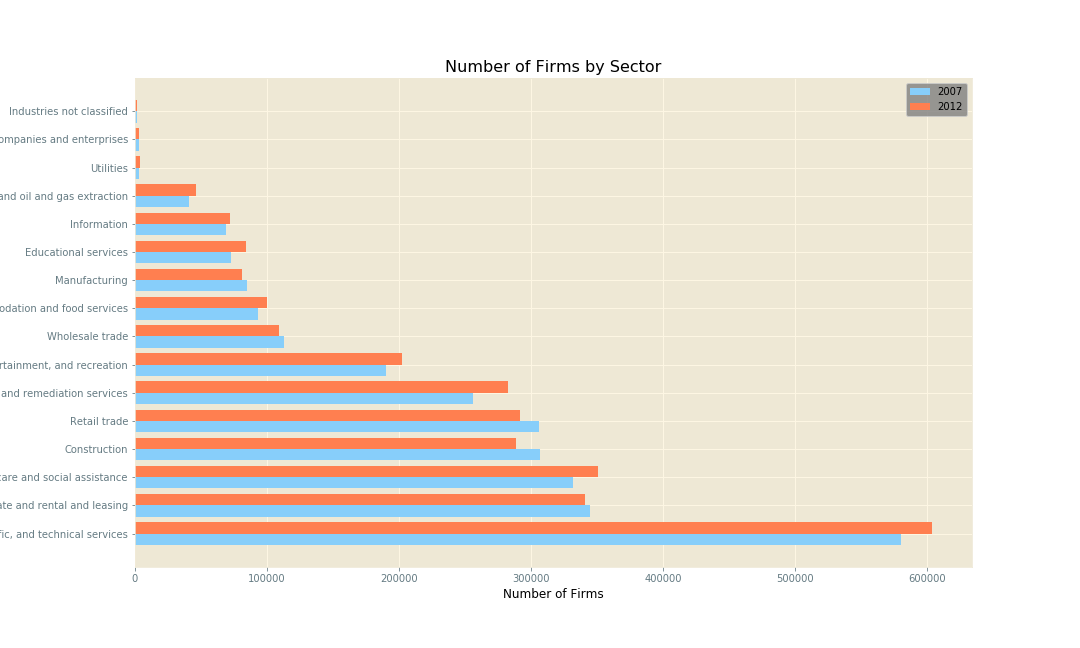 Number of Firms by Sector
2007
2012
Industries not classified
ompanies and enterprises
Utilities
and oil and gas extraction
Information
Educational services
Manufacturing
odation and food services
Wholesale trade
rtainment, and recreation
and remediation services
Retail trade
Construction
care and social assistance
ate and rental and leasing
fic, and technical services
0 100000 200000 300000 400000 500000 600000
Number of Firms